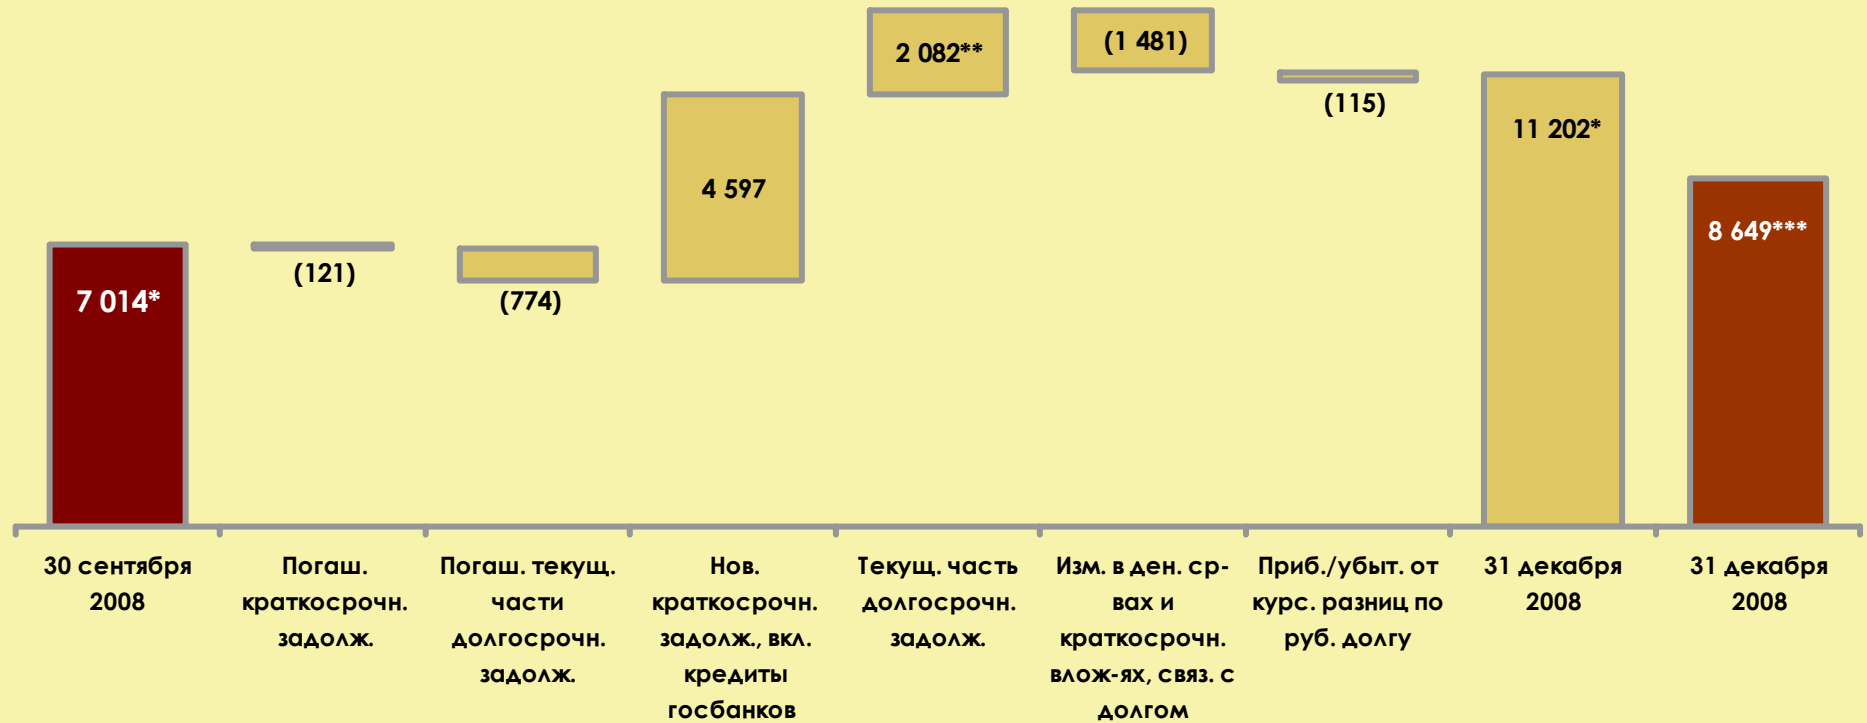 2 082**
(1 481)
(115)
11 202*
4 597
8 649***
(121)
(774)
7 014*
30 сентября
2008
Погаш.
краткосрочн.
задолж.
Погаш. текущ.
части
долгосрочн.
задолж.
Нов.
краткосрочн.
задолж., вкл.
кредиты
госбанков
Текущ. часть
долгосрочн.
задолж.
Изм. в ден. ср-
вах и
краткосрочн.
влож-ях, связ. с
долгом
Приб./убыт. от
курс. разниц по
руб. долгу
31 декабря
2008
31 декабря
2008